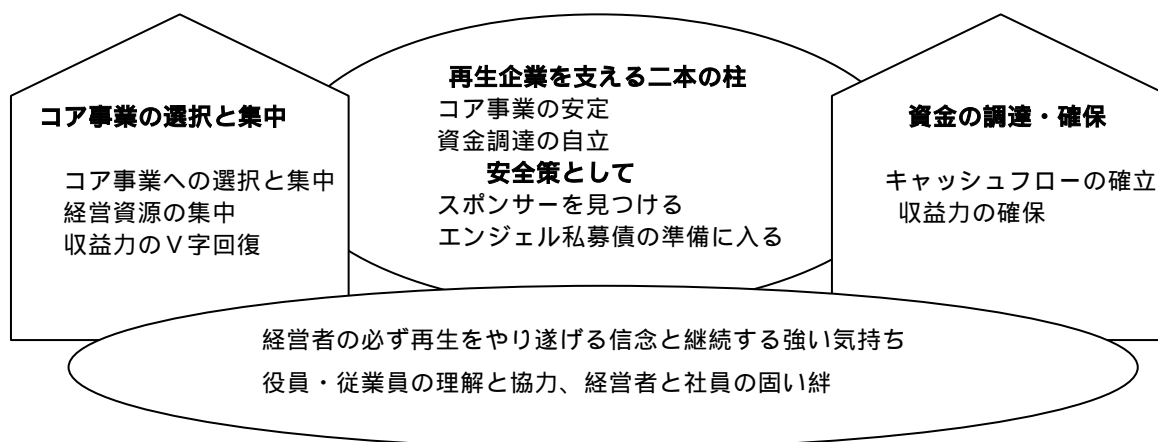 コア事業の選択と集中
コア事業への選択と集中
経営資源の集中
収益力のV字回復
再生企業を支える二本の柱
コア事業の安定
資金調達の自立
安全策として
スポンサーを見つける
エンジェル私募債の準備に入る
資金の調達・確保
キャッシュフローの確立
収益力の確保
経営者の必ず再生をやり遂げる信念と継続する強い気持ち
役員・従業員の理解と協力、経営者と社員の固い絆